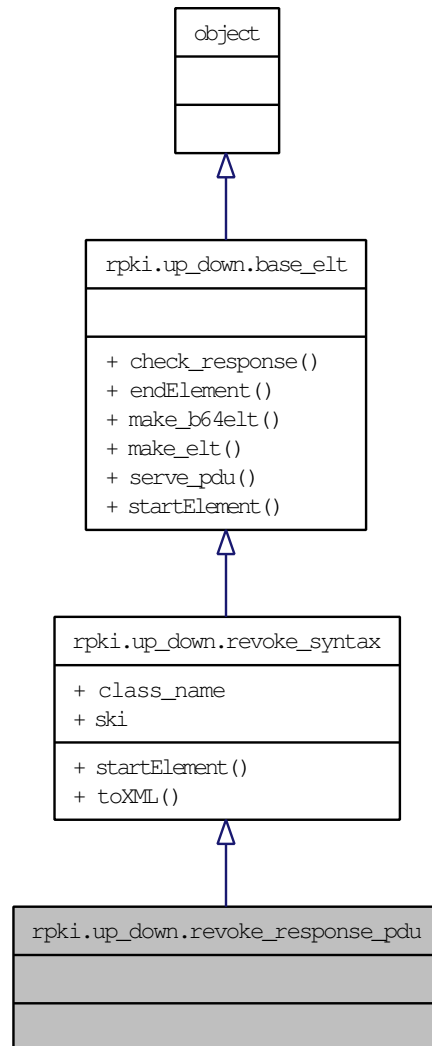 object
rpki.up_down.base_elt
+ check_response()
+ endElement()
+ make_b64elt()
+ make_elt()
+ serve_pdu()
+ startElement()
rpki.up_down.revoke_syntax
+ class_name
+ ski
+ startElement()
+ toXML()
rpki.up_down.revoke_response_pdu